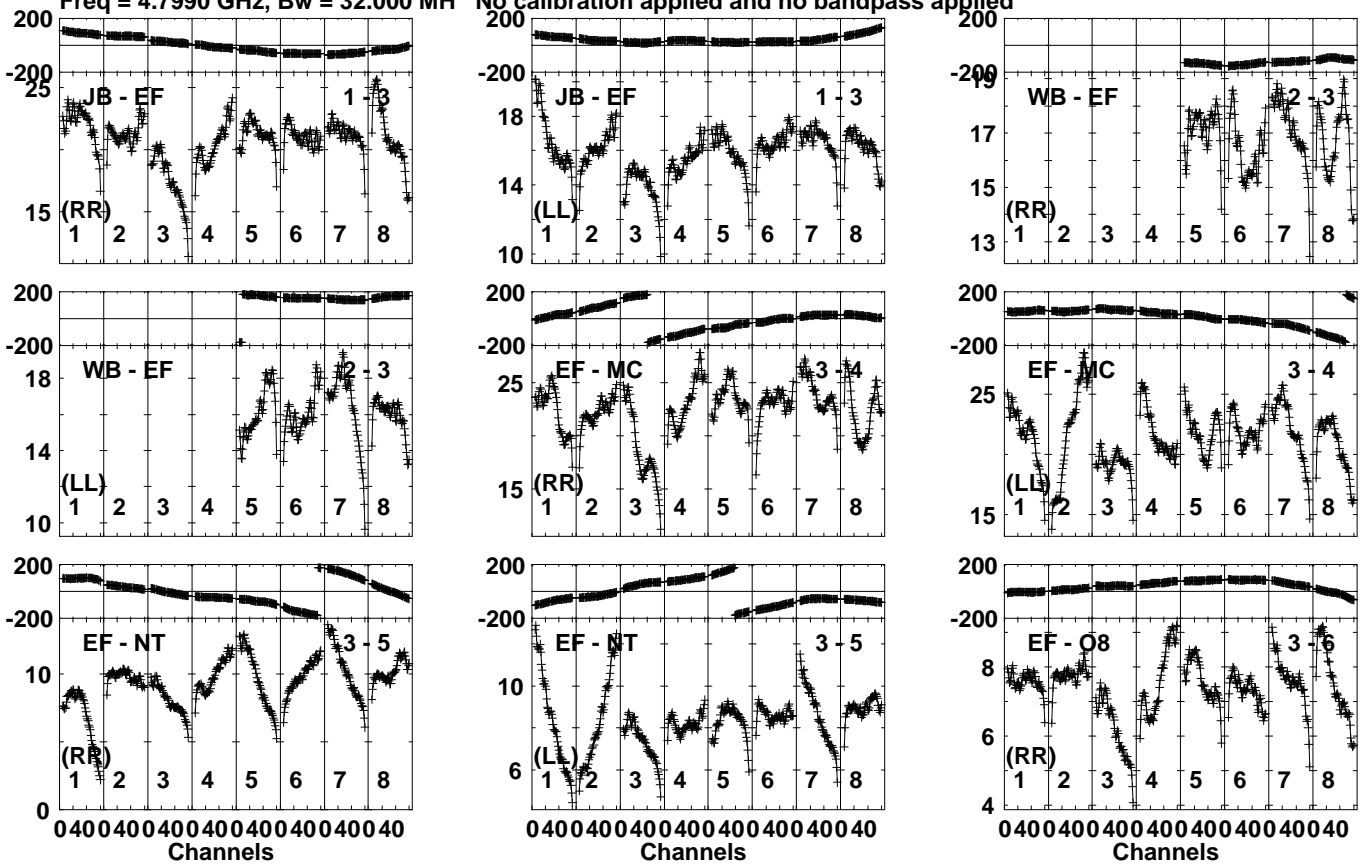 Freq = 4.7990 GHz, Bw = 32.000 MH No calibration applied and no bandpass applied
200
-200
25
15
JB - EF 1 - 3
(RR)
1 2 3 4 5 6 7 8
200
-200
18
14
10
JB - EF 1 - 3
(LL)
1 2 3 4 5 6 7 8
200
-200
19
17
15
13
WB - EF 2 - 3
(RR)
1 2 3 4 5 6 7 8
200
-200
18
14
10
WB - EF 2 - 3
(LL)
1 2 3 4 5 6 7 8
200
-200
25
15
EF - MC 3 - 4
(RR)
1 2 3 4 5 6 7 8
200
-200
25
15
EF - MC 3 - 4
(LL)
1 2 3 4 5 6 7 8
200
-200
10
0
EF - NT 3 - 5
(RR)
1 2 3 4 5 6 7 8
0 40 0 40 0 40 0 40 0 40 0 40 0 40 0 40
Channels
200
-200
10
6
EF - NT 3 - 5
(LL)
1 2 3 4 5 6 7 8
0 40 0 40 0 40 0 40 0 40 0 40 0 40 0 40
Channels
200
-200
8
6
4
EF - O8 3 - 6
(RR)
1 2 3 4 5 6 7 8
0 40 0 40 0 40 0 40 0 40 0 40 0 40 0 40
Channels